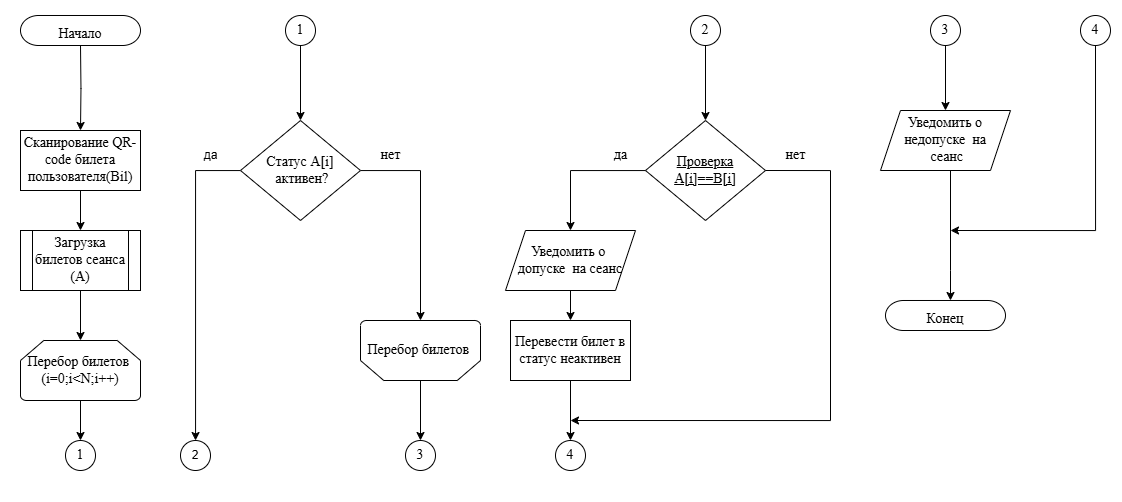 Начало
Сканирование QR-
code билета
пользователя(Bil)
Загрузка
билетов сеанса
(A)
Перебор билетов
(i=0;i<N;i++)
1
1
Статус A[i]
активен?
да
нет
2
Перебор билетов
3
2
Проверка
A[i]==B[i]
да
нет
Уведомить о
допуске на сеанс
Перевести билет в
статус неактивен
4
3
Уведомить о
недопуске на
сеанс
Конец
4